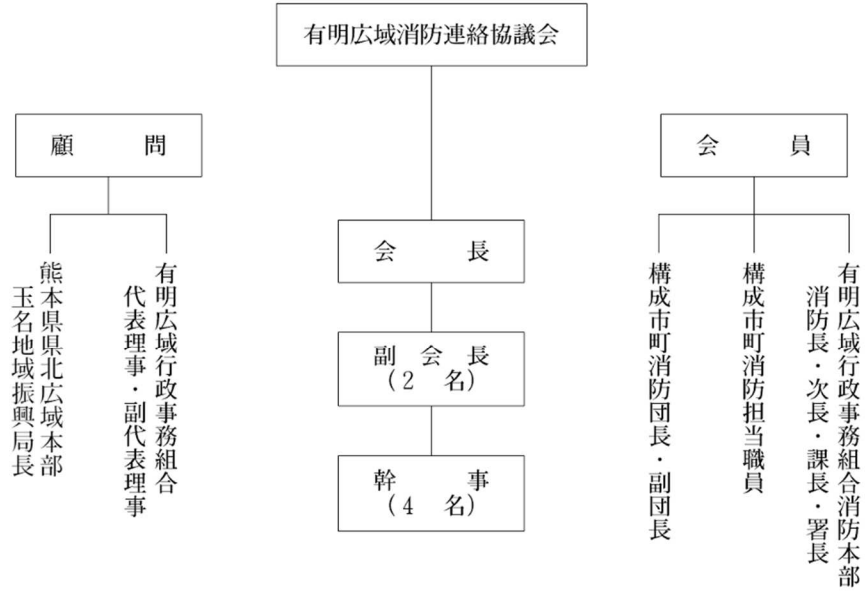 有明広域消防連絡協議会
顧問
会員
会長
副会長
(2名)
幹事
(4名)
有明広域行政事務組合
代表理事・副代表理事
熊本県県北広域本部
玉名地域振興局長
有明広域行政事務組合消防本部
消防長・次長・課長・署長
構成市町消防担当職員
構成市町消防団長・副団長